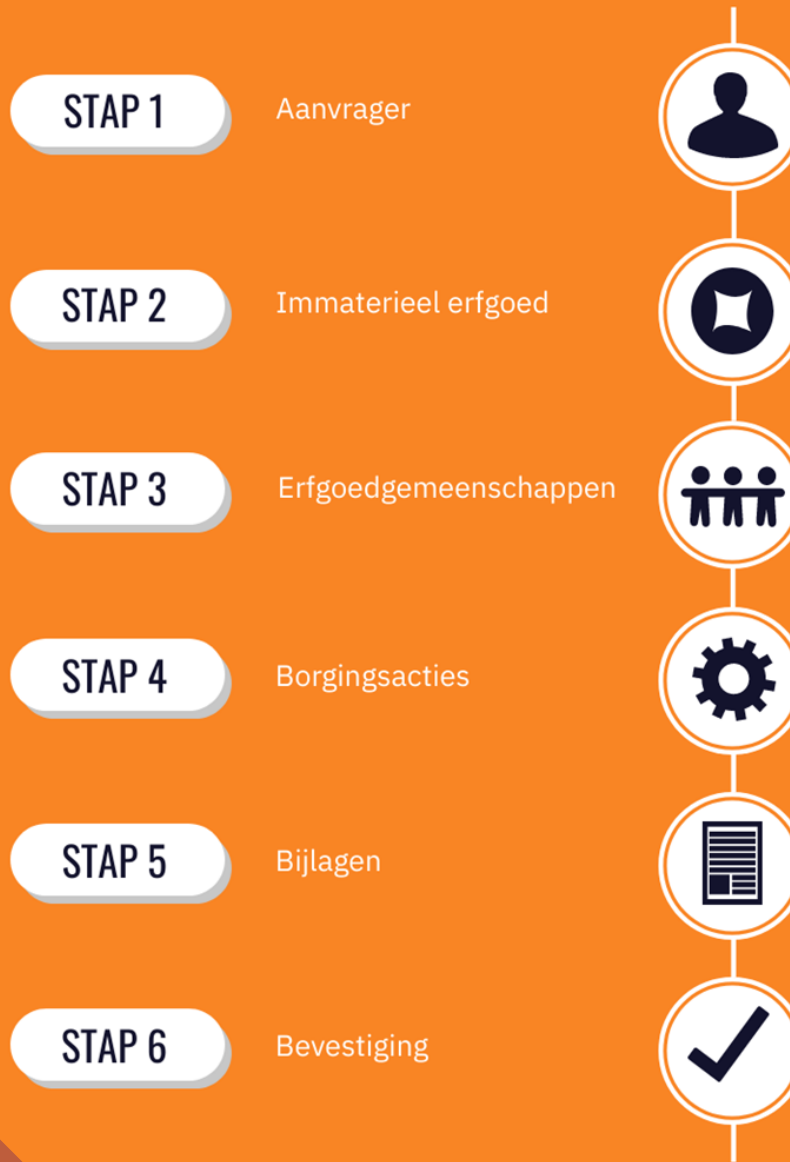 STAP 1 Aanvrager
STAP 2 Immaterieel erfgoed
STAP 3 Erfgoedgemeenschappen
STAP 4 Borgingsacties
STAP 5 Bijlagen
STAP 6 Bevestiging